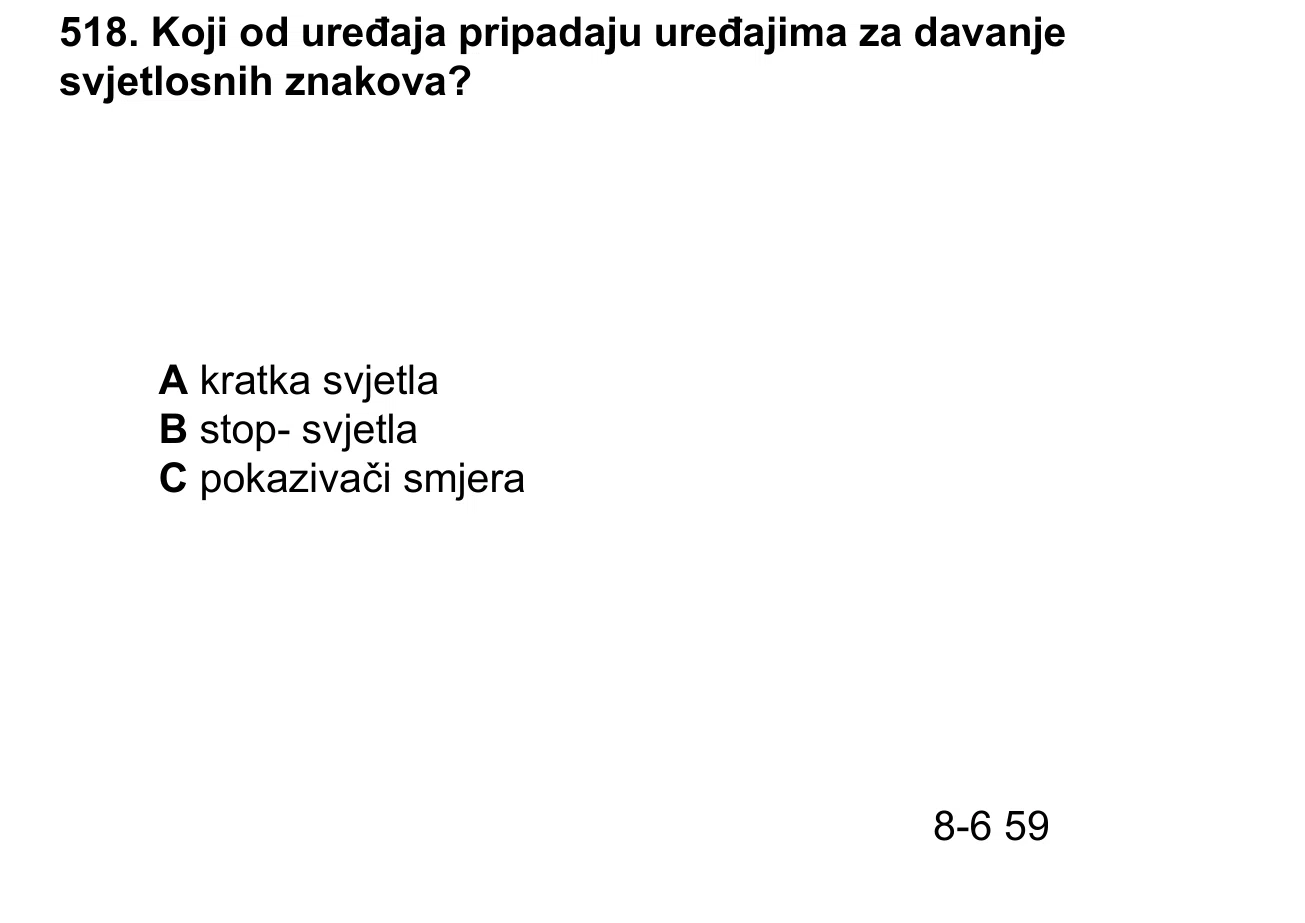 518. Koji od uređaja pripadaju uređajima za davanje
svjetlosnih znakova?
A kratka svjetla
B stop- svjetla
C pokazivači smjera
8-6 59